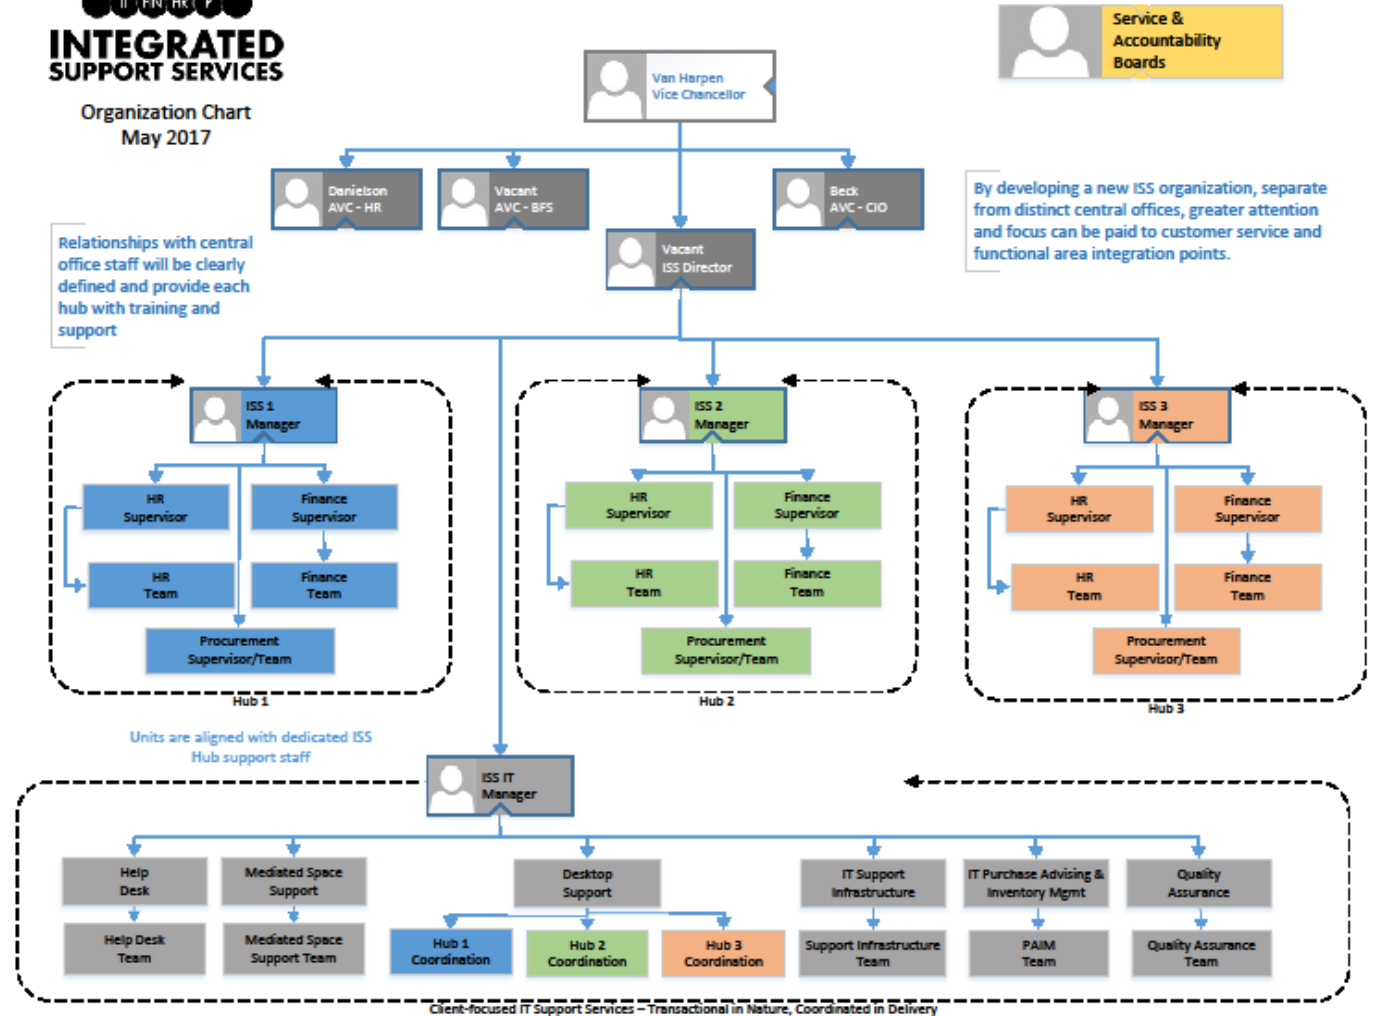 IT FIN HR P
INTEGRATED
SUPPORT SERVICES
Organization Chart
May 2017
Service &
Accountability
Boards
Van Harpen
Vice Chancellor
Danielson
AVC - HR
Vacant
AVC - BFS
Beck
AVC - CIO
Vacant
ISS Director
By developing a new ISS organization, separate
from distinct central offices, greater attention
and focus can be paid to customer service and
functional area integration points.
Relationships with central
office staff will be clearly
defined and provide each
hub with training and
support
ISS 1
Manager
HR
Supervisor
Finance
Supervisor
HR
Team
Finance
Team
Procurement
Supervisor/Team
Hub 1
ISS 2
Manager
HR
Supervisor
Finance
Supervisor
HR
Team
Finance
Team
Procurement
Supervisor/Team
Hub 2
ISS 3
Manager
HR
Supervisor
Finance
Supervisor
HR
Team
Finance
Team
Procurement
Supervisor/Team
Hub 3
Units are aligned with dedicated ISS
Hub support staff
ISS IT
Manager
Help
Desk
Mediated Space
Support
Desktop
Support
IT Support
Infrastructure
IT Purchase Advising &
Inventory Mgmt
Quality
Assurance
Help Desk
Team
Mediated Space
Support Team
Hub 1
Coordination
Hub 2
Coordination
Hub 3
Coordination
Support Infrastructure
Team
PAIM
Team
Quality Assurance
Team
Client-focused IT Support Services – Transactional in Nature, Coordinated in Delivery